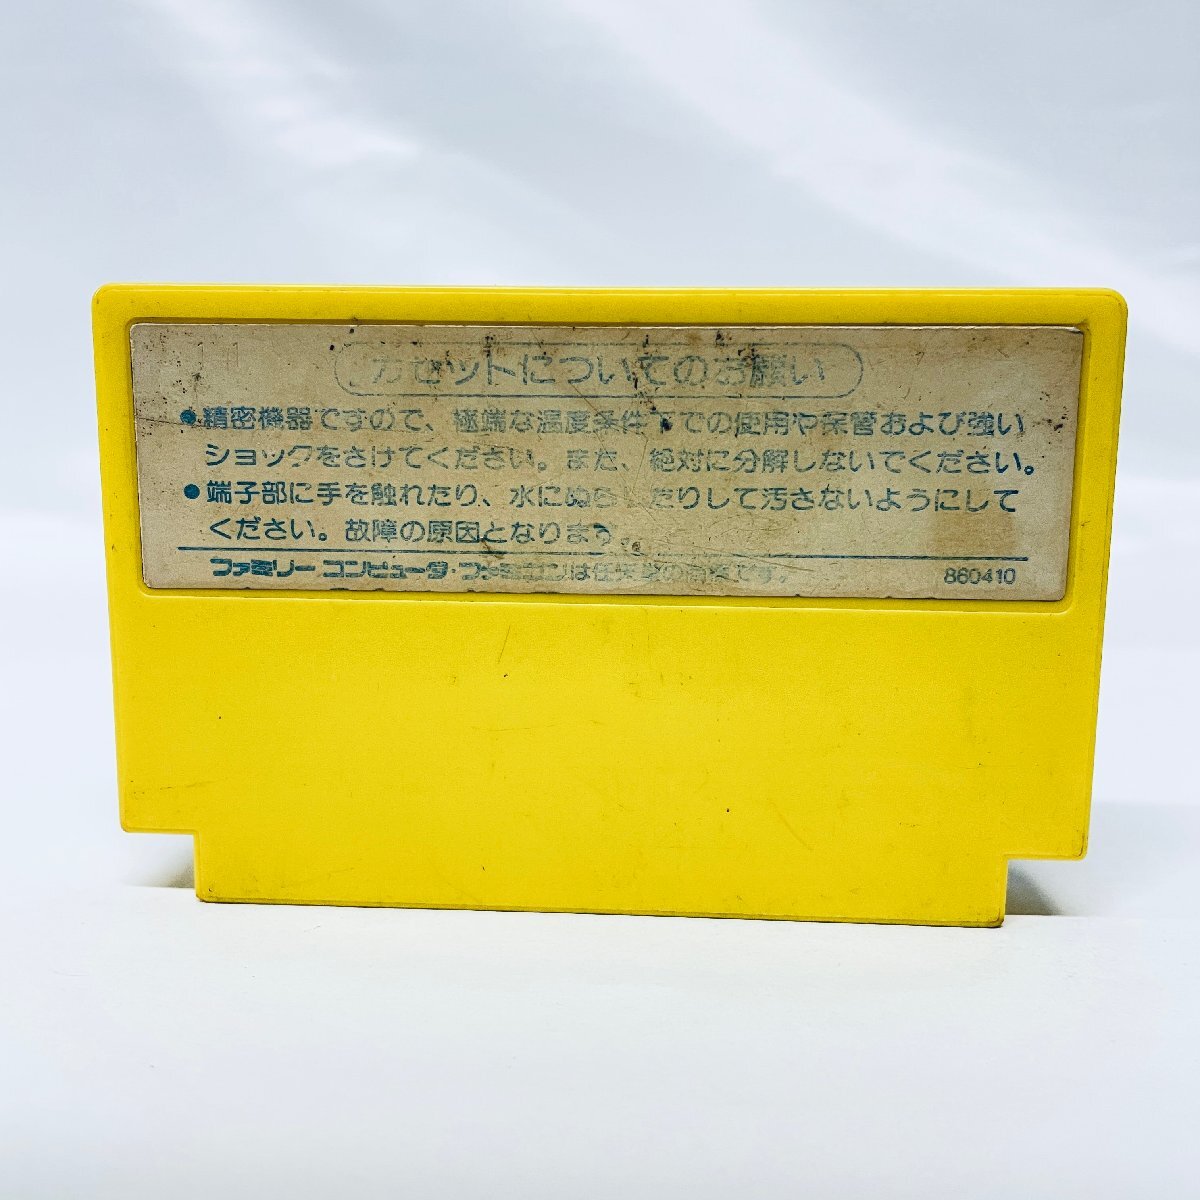 カセットについてのお願い
●精密機器ですので、極端な温度条件下での使用や保管および強い
ショックをさけてください。また、絶対に分解しないでください。
●端子部に手を触れたり、水にぬらしたりして汚さないようにして
ください。故障の原因となります。
ファミリーコンピュータ・ファミコンは任天堂の商標です。
860410